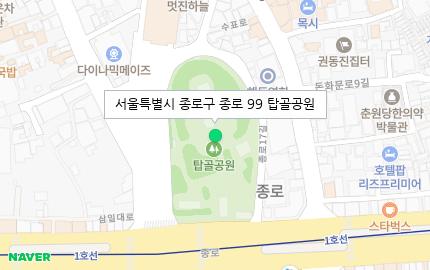 운차
멋진하늘
수표로
목시
다이나믹메이즈
국밥
권동진집터
돈화문로9길
서울특별시 종로구 종로 99 탑골공원
춘원당한의약
박물관
종로17길
탑골공원
호텔팝
리즈프리미어
종로
삼일대로
스타벅스
1호선
종로
1호선
NAVER